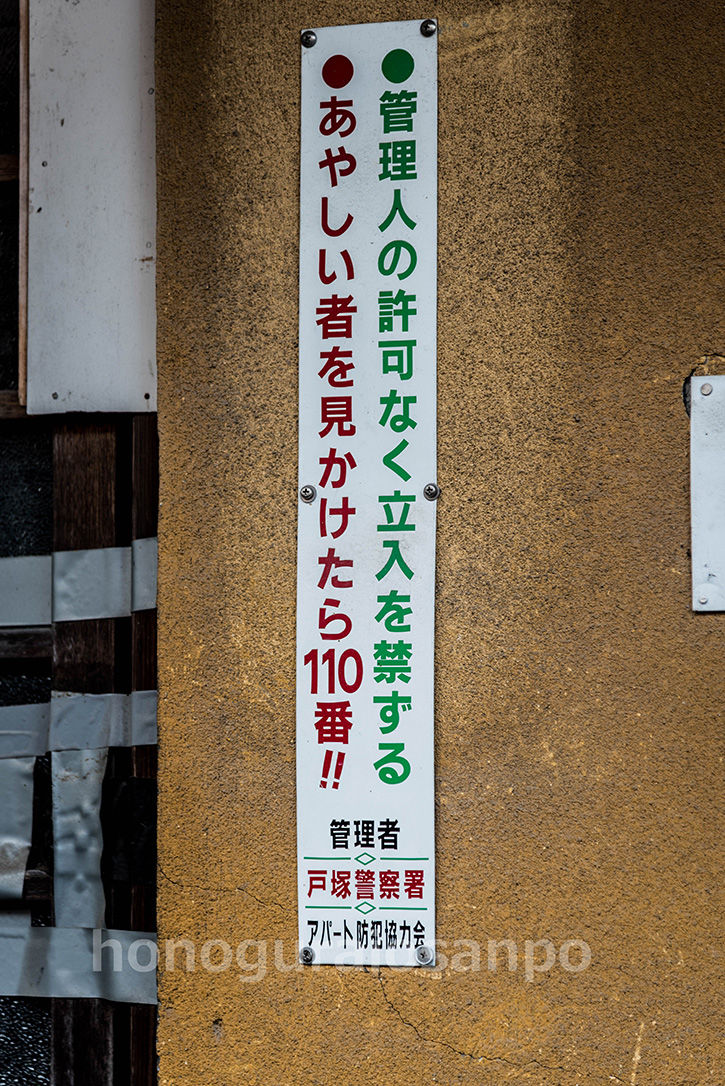 ●管理人の許可なく立入を禁ずる
●あやしい者を見かけたら110番!!
管理者
戸塚警察署
アパート防犯協力会
honoguraiosanpo